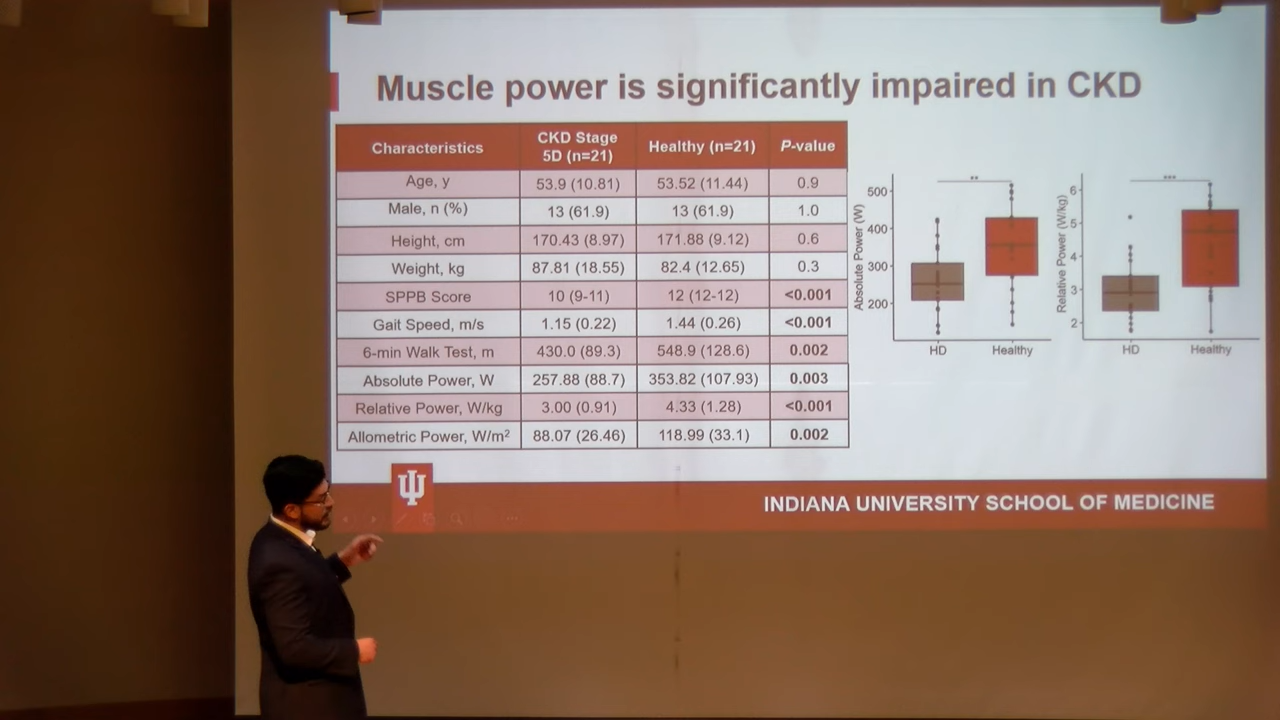 Muscle power is significantly impaired in CKD
Characteristics CKD Stage 5D (n=21) Healthy (n=21) P-value
Age, y 53.9 (10.81) 53.52 (11.44) 0.9
Male, n (%) 13 (61.9) 13 (61.9) 1.0
Height, cm 170.43 (8.97) 171.88 (9.12) 0.6
Weight, kg 87.81 (18.55) 82.4 (12.65) 0.3
SPPB Score 10 (9-11) 12 (12-12) <0.001
Gait Speed, m/s 1.15 (0.22) 1.44 (0.26) <0.001
6-min Walk Test, m 430.0 (89.3) 548.9 (128.6) 0.002
Absolute Power, W 257.88 (88.7) 353.82 (107.93) 0.003
Relative Power, W/kg 3.00 (0.91) 4.33 (1.28) <0.001
Allometric Power, W/m² 88.07 (26.46) 118.99 (33.1) 0.002
Absolute Power (W)
500
400
300
200
**
HD Healthy
Relative Power (W/kg)
6
5
4
3
2
***
HD Healthy
INDIANA UNIVERSITY SCHOOL OF MEDICINE